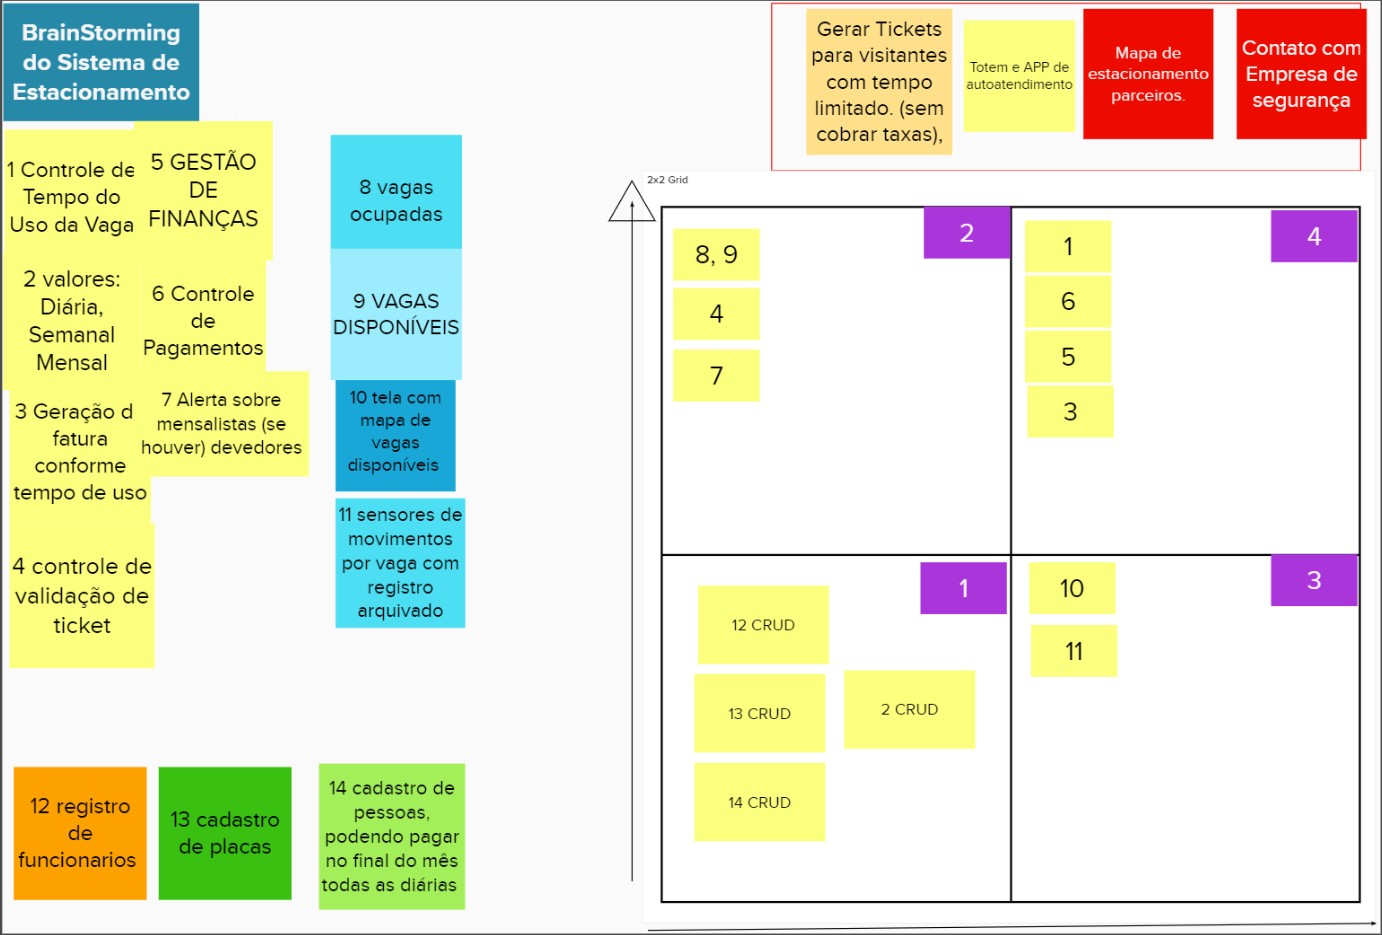 BrainStorming
do Sistema de
Estacionamento
1 Controle de
Tempo do
Uso da Vaga
5 GESTÃO
DE
FINANÇAS
2 valores:
Diária,
Semanal
Mensal
6 Controle
de
Pagamentos
3 Geração d
fatura
conforme
tempo de uso
7 Alerta sobre
mensalistas (se
houver) devedores
4 controle de
validação de
ticket
8 vagas
ocupadas
9 VAGAS
DISPONÍVEIS
10 tela com
mapa de
vagas
disponíveis
11 sensores de
movimentos
por vaga com
registro
arquivado
12 registro
de
funcionarios
13 cadastro
de placas
14 cadastro de
pessoas,
podendo pagar
no final do mês
todas as diárias
Gerar Tickets
para visitantes
com tempo
limitado. (sem
cobrar taxas),
Totem e APP de
autoatendimento
Mapa de
estacionamento
parceiros.
Contato com
Empresa de
segurança
2x2 Grid
2
8, 9
4
7
4
1
6
5
3
1
12 CRUD
13 CRUD
2 CRUD
14 CRUD
3
10
11